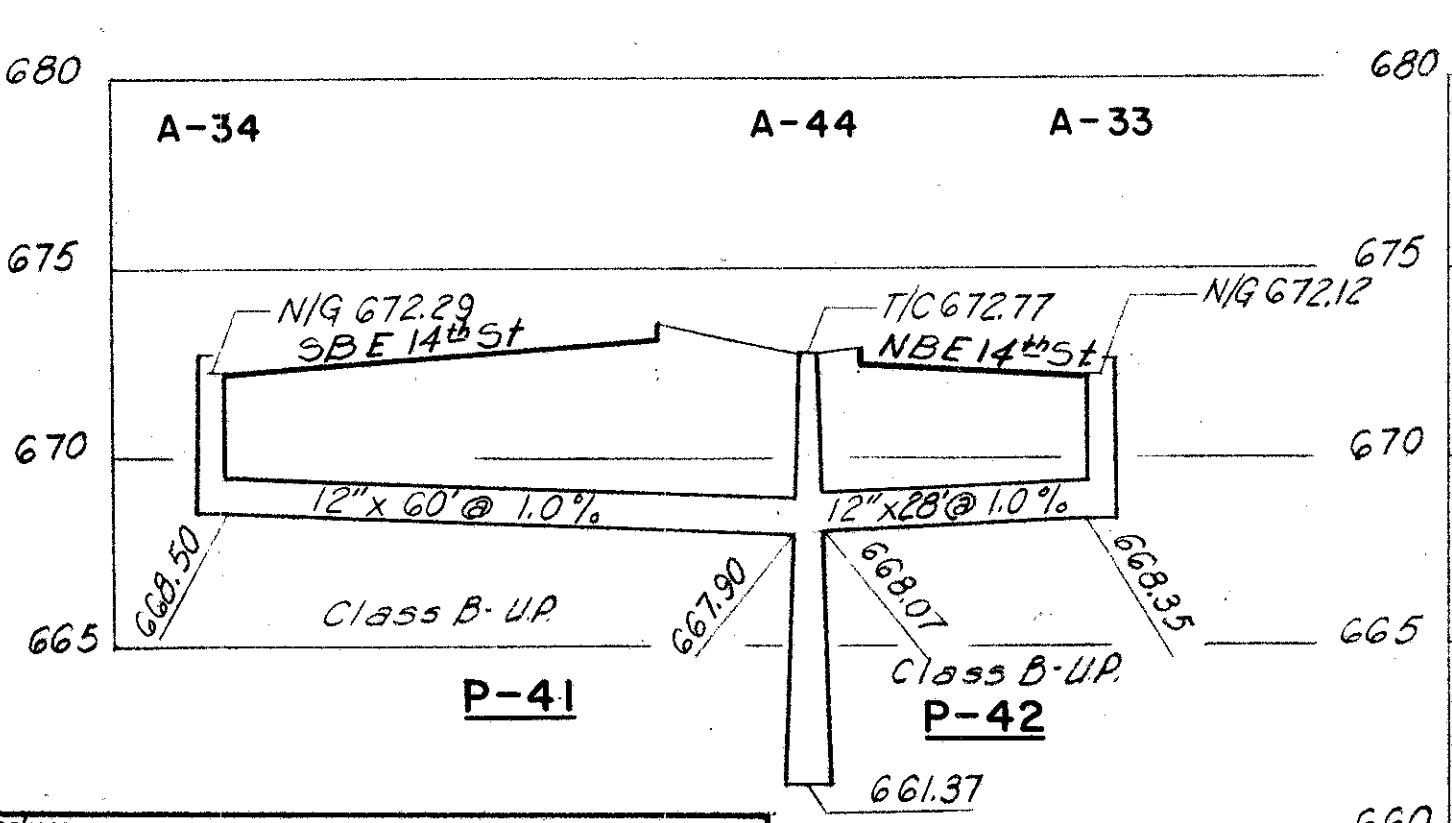 680
680
A-34
A-44
A-33
675
675
N/G 672.29
T/C 672.77
N/G 672.12
SBE 14th St
NBE 14th St
670
670
12" x 60' @ 1.0%
12" x 28' @ 1.0%
668.50
667.90
668.07
668.35
Class B-U.P.
665
665
Class B-U.P.
P-41
P-42
661.37
660